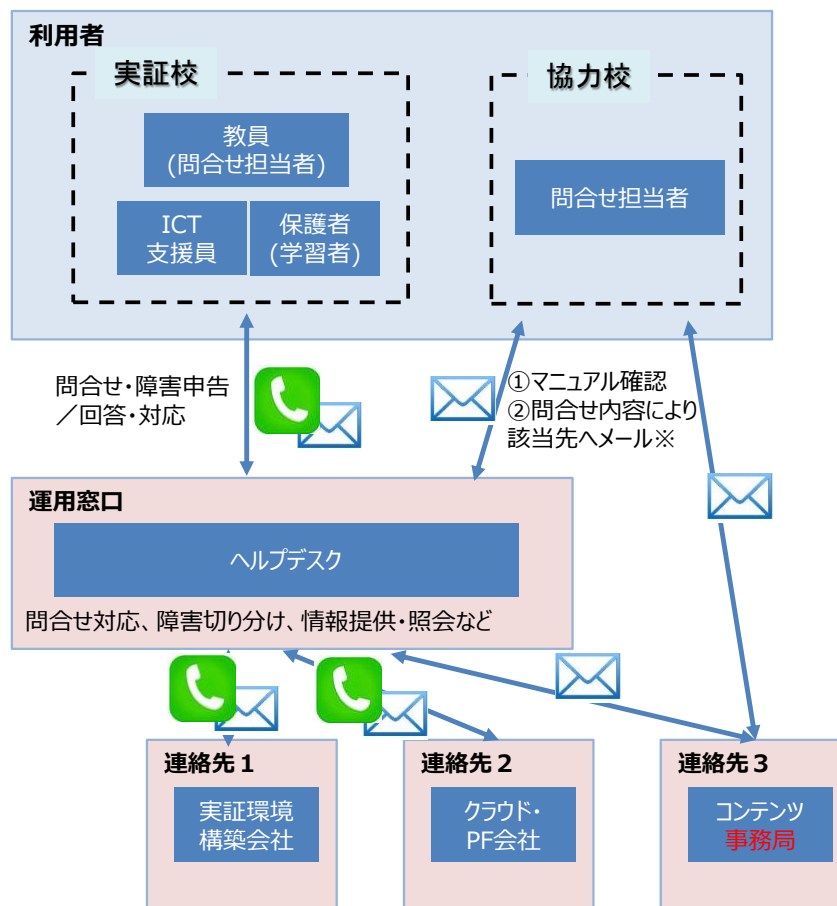 利用者
実証校
協力校
教員
(問合せ担当者)
ICT
支援員
保護者
(学習者)
問合せ担当者
問合せ・障害申告
／回答・対応
①マニュアル確認
②問合せ内容により
該当先へメール※
運用窓口
ヘルプデスク
問合せ対応、障害切り分け、情報提供・照会など
連絡先１
実証環境
構築会社
連絡先２
クラウド・
PF会社
連絡先３
コンテンツ
事務局